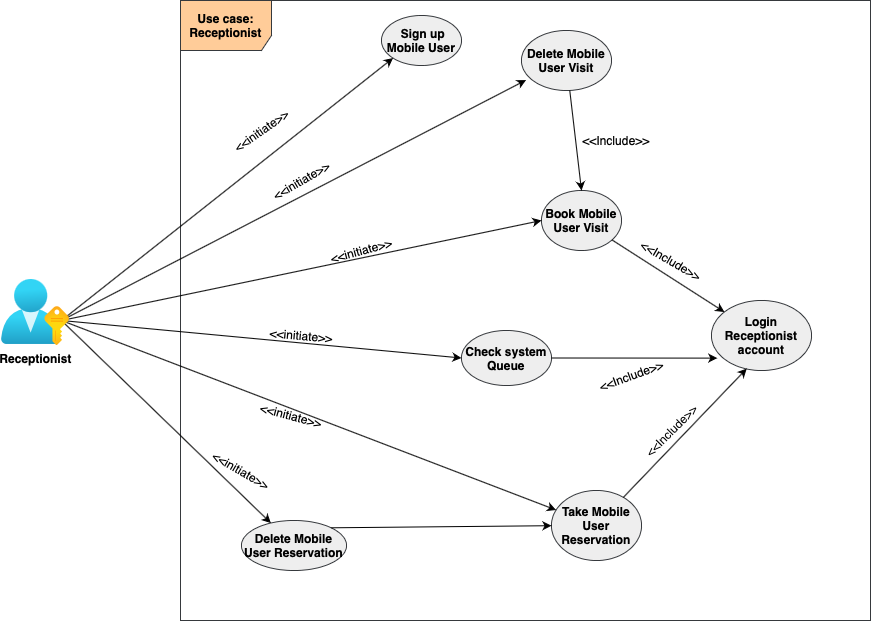 Use case:
Receptionist
Sign up
Mobile User
Delete Mobile
User Visit
<<initiate>>
<<Include>>
<<initiate>>
Book Mobile
User Visit
<<initiate>>
<<Include>>
Receptionist
<<initiate>>
Check system
Queue
Login
Receptionist
account
<<Include>>
<<initiate>>
<<Include>>
<<initiate>>
Delete Mobile
User Reservation
Take Mobile
User
Reservation